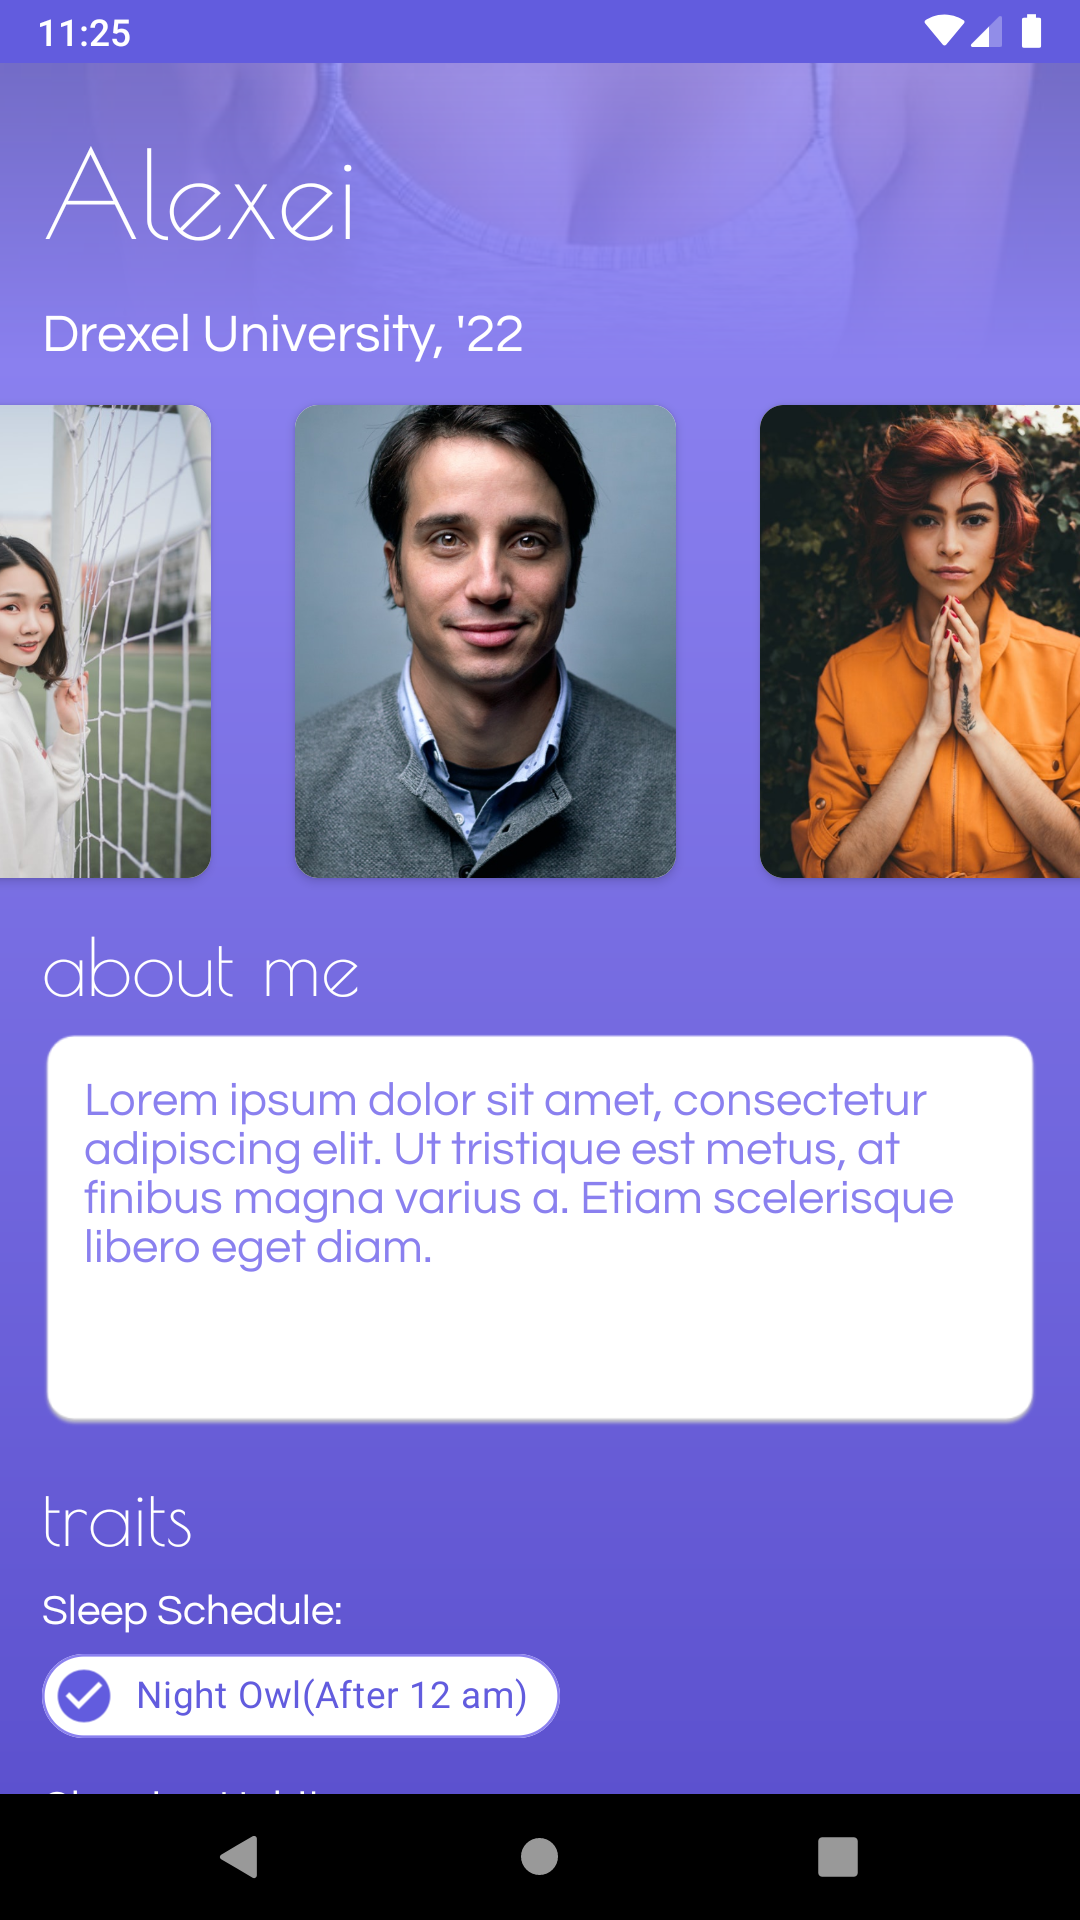 11:25
Alexei
Drexel University, '22
about me
Lorem ipsum dolor sit amet, consectetur
adipiscing elit. Ut tristique est metus, at
finibus magna varius a. Etiam scelerisque
libero eget diam.
traits
Sleep Schedule:
Night Owl(After 12 am)